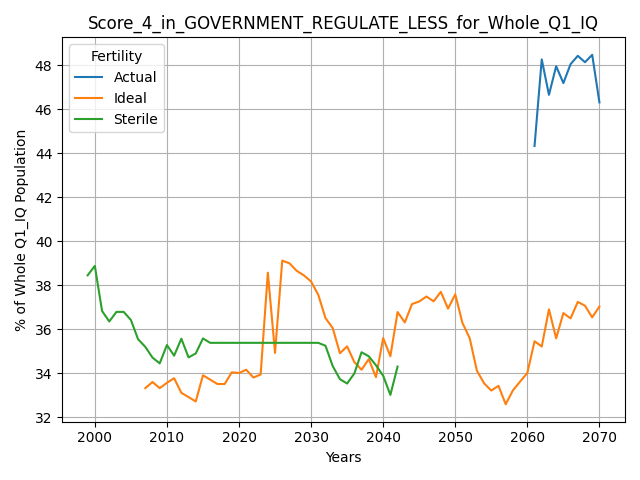 Score_4_in_GOVERNMENT_REGULATE_LESS_for_Whole_Q1_IQ
Fertility
Actual
Ideal
Sterile
% of Whole Q1_IQ Population
48
46
44
42
40
38
36
34
32
2000
2010
2020
2030
2040
2050
2060
2070
Years